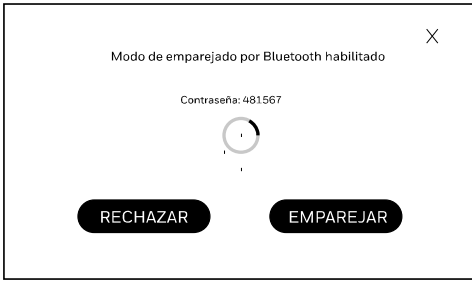 X
Modo de emparejado por Bluetooth habilitado
Contraseña: 481567
RECHAZAR
EMPAREJAR